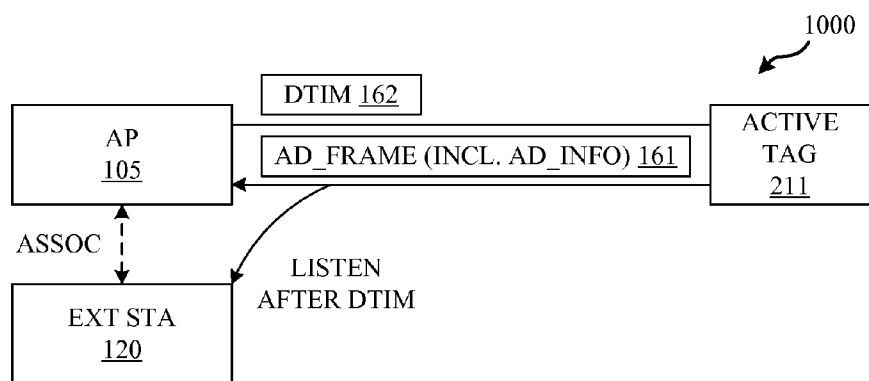 1000
DTIM 162
AP
105
AD_FRAME (INCL. AD_INFO) 161
ACTIVE
TAG
211
ASSOC
LISTEN
AFTER DTIM
EXT STA
120